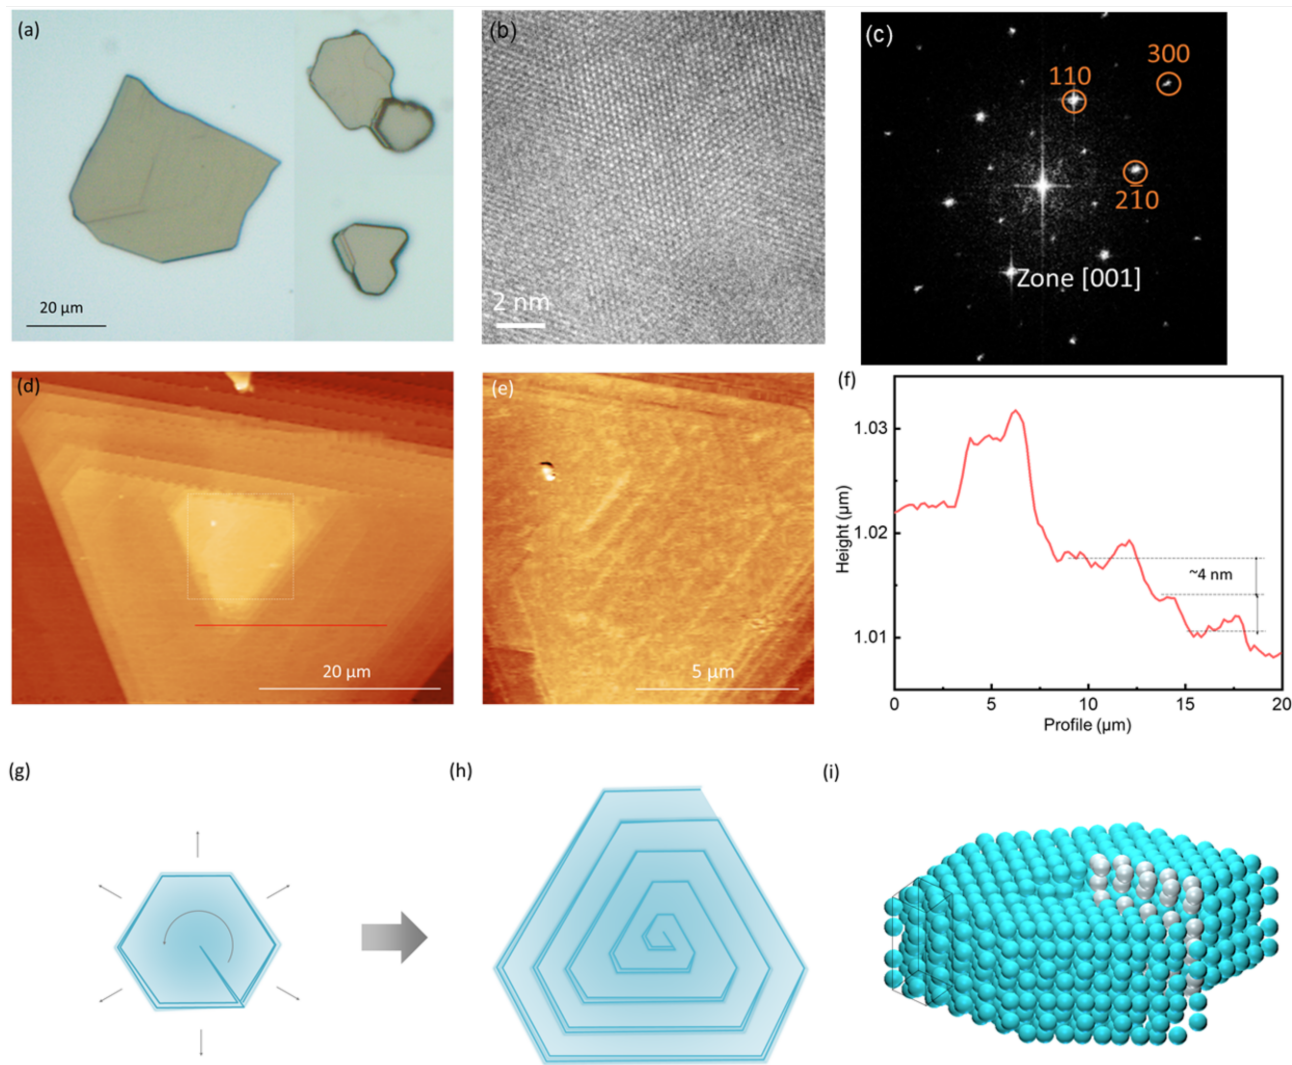 (a)
20 μm
(b)
2 nm
(c)
110
300
2̅10
Zone [001]
(d)
20 μm
(e)
5 μm
(f)
1.03
1.02
1.01
Height (μm)
~4 nm
0
5
10
15
20
Profile (μm)
(g)
(h)
(i)